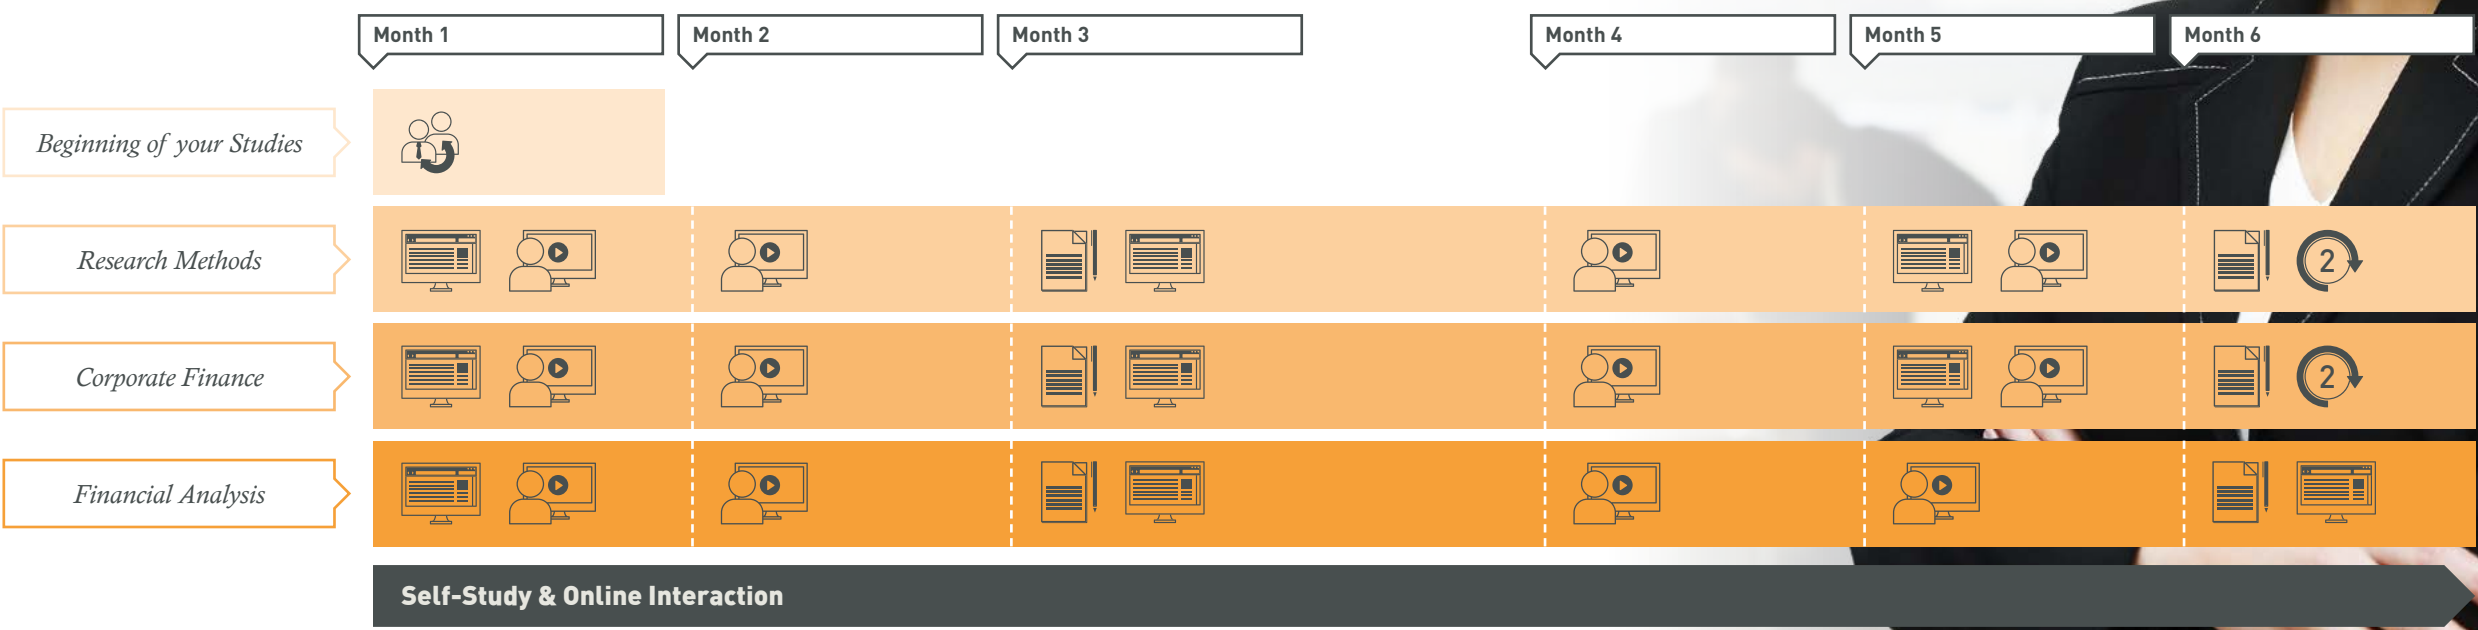 Month 1
Month 2
Month 3
Month 4
Month 5
Month 6
Beginning of your Studies
Research Methods
2
Corporate Finance
2
Financial Analysis
Self-Study & Online Interaction